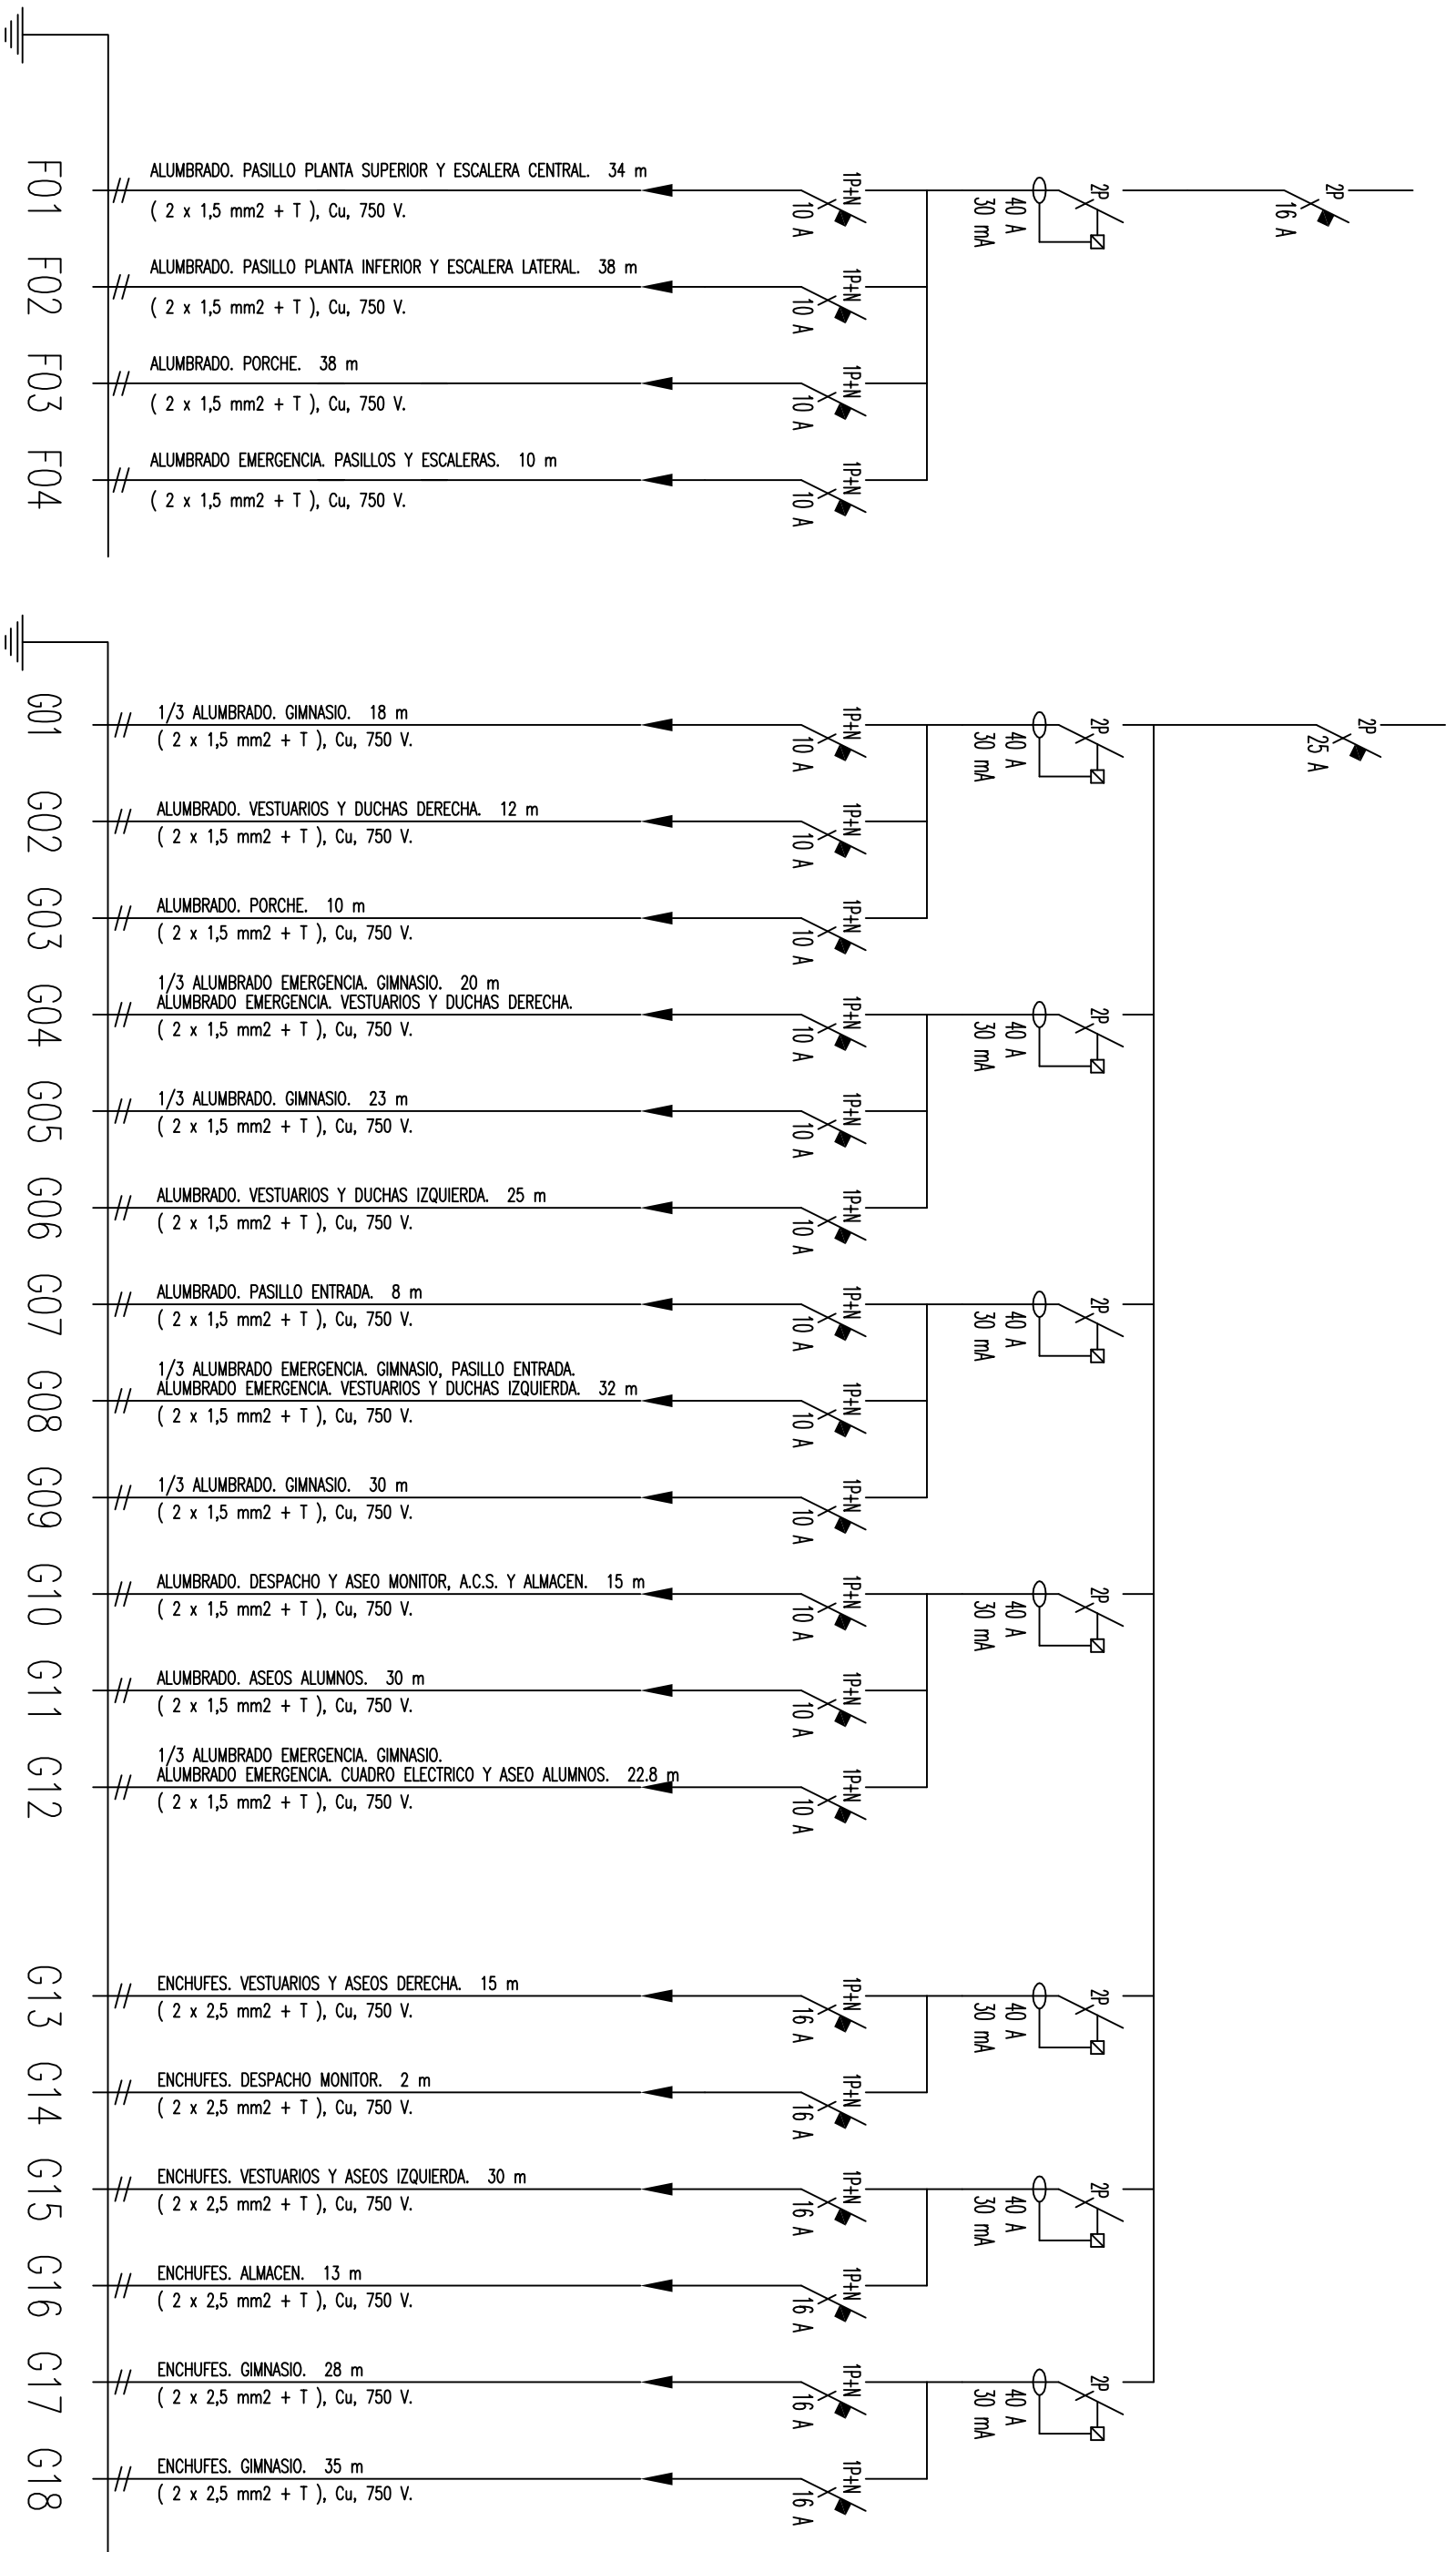 2P
16 A
2P
40 A
30 mA
F01
ALUMBRADO. PASILLO PLANTA SUPERIOR Y ESCALERA CENTRAL. 34 m
( 2 x 1,5 mm2 + T ), Cu, 750 V.
1P+N
10 A
F02
ALUMBRADO. PASILLO PLANTA INFERIOR Y ESCALERA LATERAL. 38 m
( 2 x 1,5 mm2 + T ), Cu, 750 V.
1P+N
10 A
F03
ALUMBRADO. PORCHE. 38 m
( 2 x 1,5 mm2 + T ), Cu, 750 V.
1P+N
10 A
F04
ALUMBRADO EMERGENCIA. PASILLOS Y ESCALERAS. 10 m
( 2 x 1,5 mm2 + T ), Cu, 750 V.
1P+N
10 A
2P
25 A
2P
40 A
30 mA
G01
1/3 ALUMBRADO. GIMNASIO. 18 m
( 2 x 1,5 mm2 + T ), Cu, 750 V.
1P+N
10 A
G02
ALUMBRADO. VESTUARIOS Y DUCHAS DERECHA. 12 m
( 2 x 1,5 mm2 + T ), Cu, 750 V.
1P+N
10 A
G03
ALUMBRADO. PORCHE. 10 m
( 2 x 1,5 mm2 + T ), Cu, 750 V.
1P+N
10 A
2P
40 A
30 mA
G04
1/3 ALUMBRADO EMERGENCIA. GIMNASIO. 20 m
ALUMBRADO EMERGENCIA. VESTUARIOS Y DUCHAS DERECHA.
( 2 x 1,5 mm2 + T ), Cu, 750 V.
1P+N
10 A
G05
1/3 ALUMBRADO. GIMNASIO. 23 m
( 2 x 1,5 mm2 + T ), Cu, 750 V.
1P+N
10 A
G06
ALUMBRADO. VESTUARIOS Y DUCHAS IZQUIERDA. 25 m
( 2 x 1,5 mm2 + T ), Cu, 750 V.
1P+N
10 A
2P
40 A
30 mA
G07
ALUMBRADO. PASILLO ENTRADA. 8 m
( 2 x 1,5 mm2 + T ), Cu, 750 V.
1P+N
10 A
G08
1/3 ALUMBRADO EMERGENCIA. GIMNASIO, PASILLO ENTRADA.
ALUMBRADO EMERGENCIA. VESTUARIOS Y DUCHAS IZQUIERDA. 32 m
( 2 x 1,5 mm2 + T ), Cu, 750 V.
1P+N
10 A
G09
1/3 ALUMBRADO. GIMNASIO. 30 m
( 2 x 1,5 mm2 + T ), Cu, 750 V.
1P+N
10 A
2P
40 A
30 mA
G10
ALUMBRADO. DESPACHO Y ASEO MONITOR, A.C.S. Y ALMACEN. 15 m
( 2 x 1,5 mm2 + T ), Cu, 750 V.
1P+N
10 A
G11
ALUMBRADO. ASEOS ALUMNOS. 30 m
( 2 x 1,5 mm2 + T ), Cu, 750 V.
1P+N
10 A
G12
1/3 ALUMBRADO EMERGENCIA. GIMNASIO.
ALUMBRADO EMERGENCIA. CUADRO ELECTRICO Y ASEO ALUMNOS. 22.8 m
( 2 x 1,5 mm2 + T ), Cu, 750 V.
1P+N
10 A
2P
40 A
30 mA
G13
ENCHUFES. VESTUARIOS Y ASEOS DERECHA. 15 m
( 2 x 2,5 mm2 + T ), Cu, 750 V.
1P+N
16 A
G14
ENCHUFES. DESPACHO MONITOR. 2 m
( 2 x 2,5 mm2 + T ), Cu, 750 V.
1P+N
16 A
2P
40 A
30 mA
G15
ENCHUFES. VESTUARIOS Y ASEOS IZQUIERDA. 30 m
( 2 x 2,5 mm2 + T ), Cu, 750 V.
1P+N
16 A
G16
ENCHUFES. ALMACEN. 13 m
( 2 x 2,5 mm2 + T ), Cu, 750 V.
1P+N
16 A
2P
40 A
30 mA
G17
ENCHUFES. GIMNASIO. 28 m
( 2 x 2,5 mm2 + T ), Cu, 750 V.
1P+N
16 A
G18
ENCHUFES. GIMNASIO. 35 m
( 2 x 2,5 mm2 + T ), Cu, 750 V.
1P+N
16 A